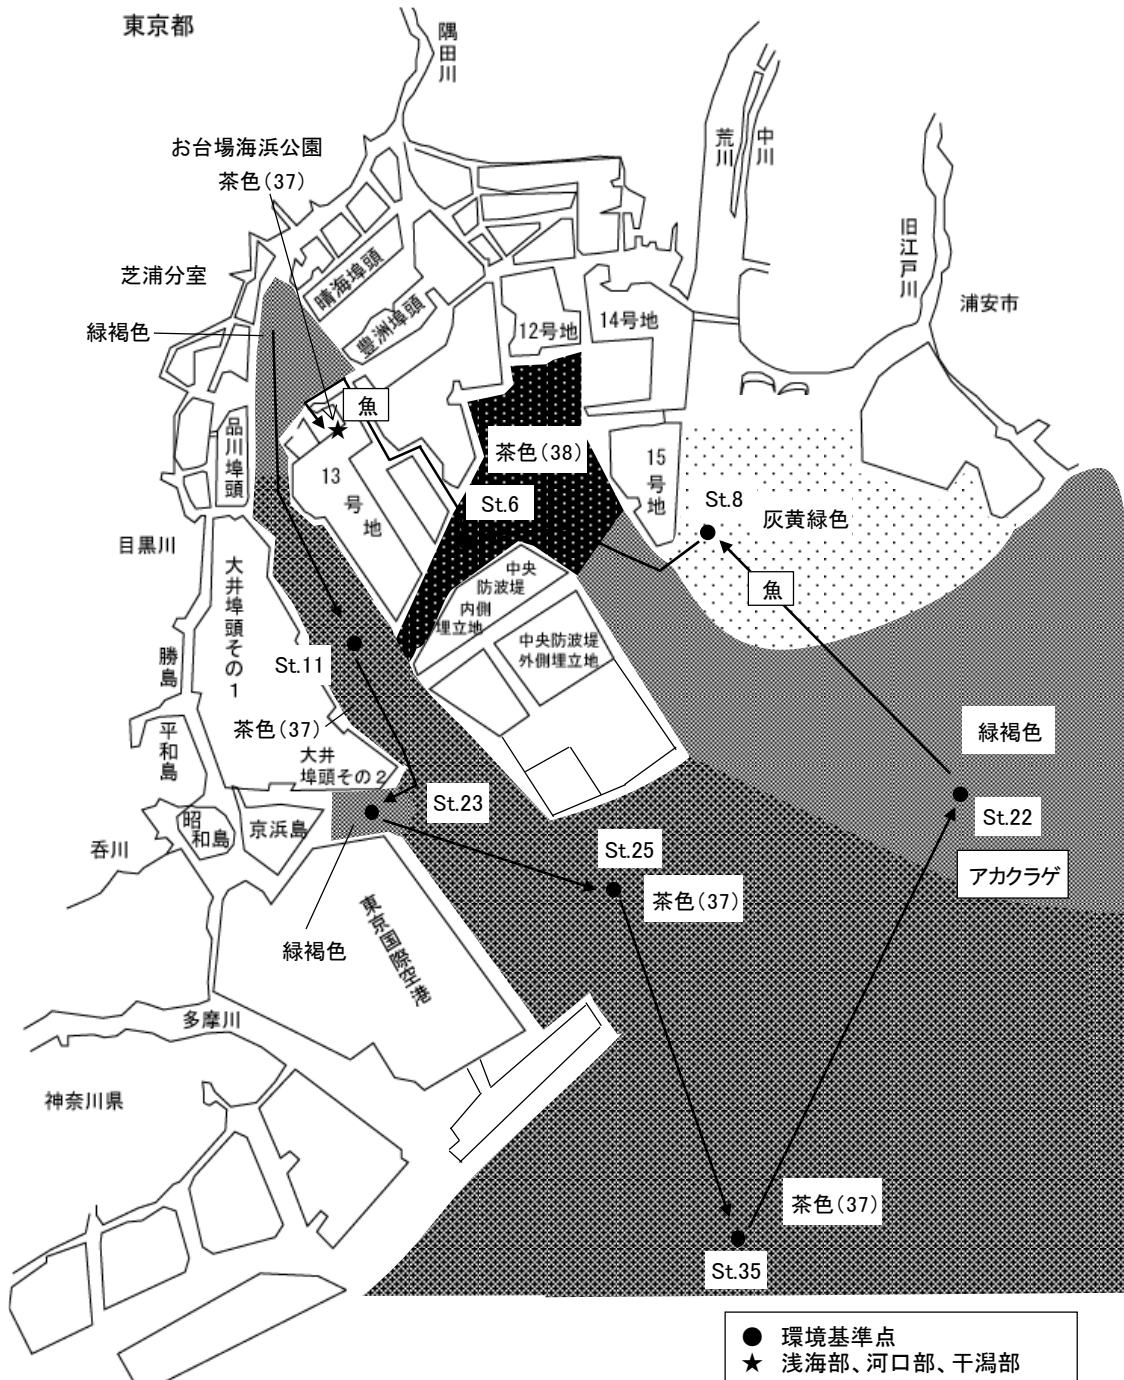 東京都
隅田川
お台場海浜公園
茶色(37)
荒川
中川
旧江戸川
浦安市
芝浦分室
緑褐色
晴海埠頭
豊洲埠頭
12号地
14号地
魚
品川埠頭
13号地
茶色(38)
St.6
15号地
St.8
灰黄緑色
目黒川
大井埠頭その1
中央
防波堤
内側
埋立地
魚
中央防波堤
外側埋立地
St.11
勝島
茶色(37)
平和島
大井
埠頭その2
緑褐色
St.23
St.22
昭和島
京浜島
呑川
St.25
アカクラゲ
茶色(37)
東京国際空港
緑褐色
多摩川
神奈川県
茶色(37)
St.35
● 環境基準点
★ 浅海部、河口部、干潟部